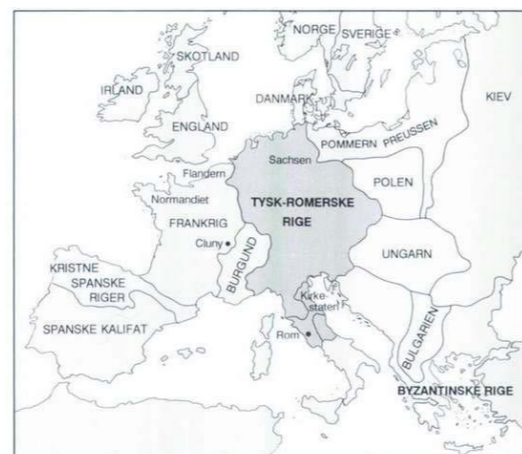 NORGE
SVERIGE
SKOTLAND
IRLAND
DANMARK
KIEV
ENGLAND
POMMERN
PREUSSEN
Sachsen
Flandern
POLEN
Normandiet
TYSK-ROMERSKE
RIGE
FRANKRIG
Cluny
BURGUND
UNGARN
KRISTNE
SPANSKE
RIGER
Kirke-
staten
SPANSKE KALIFAT
Rom
BULGARIEN
BYZANTINSKE RIGE